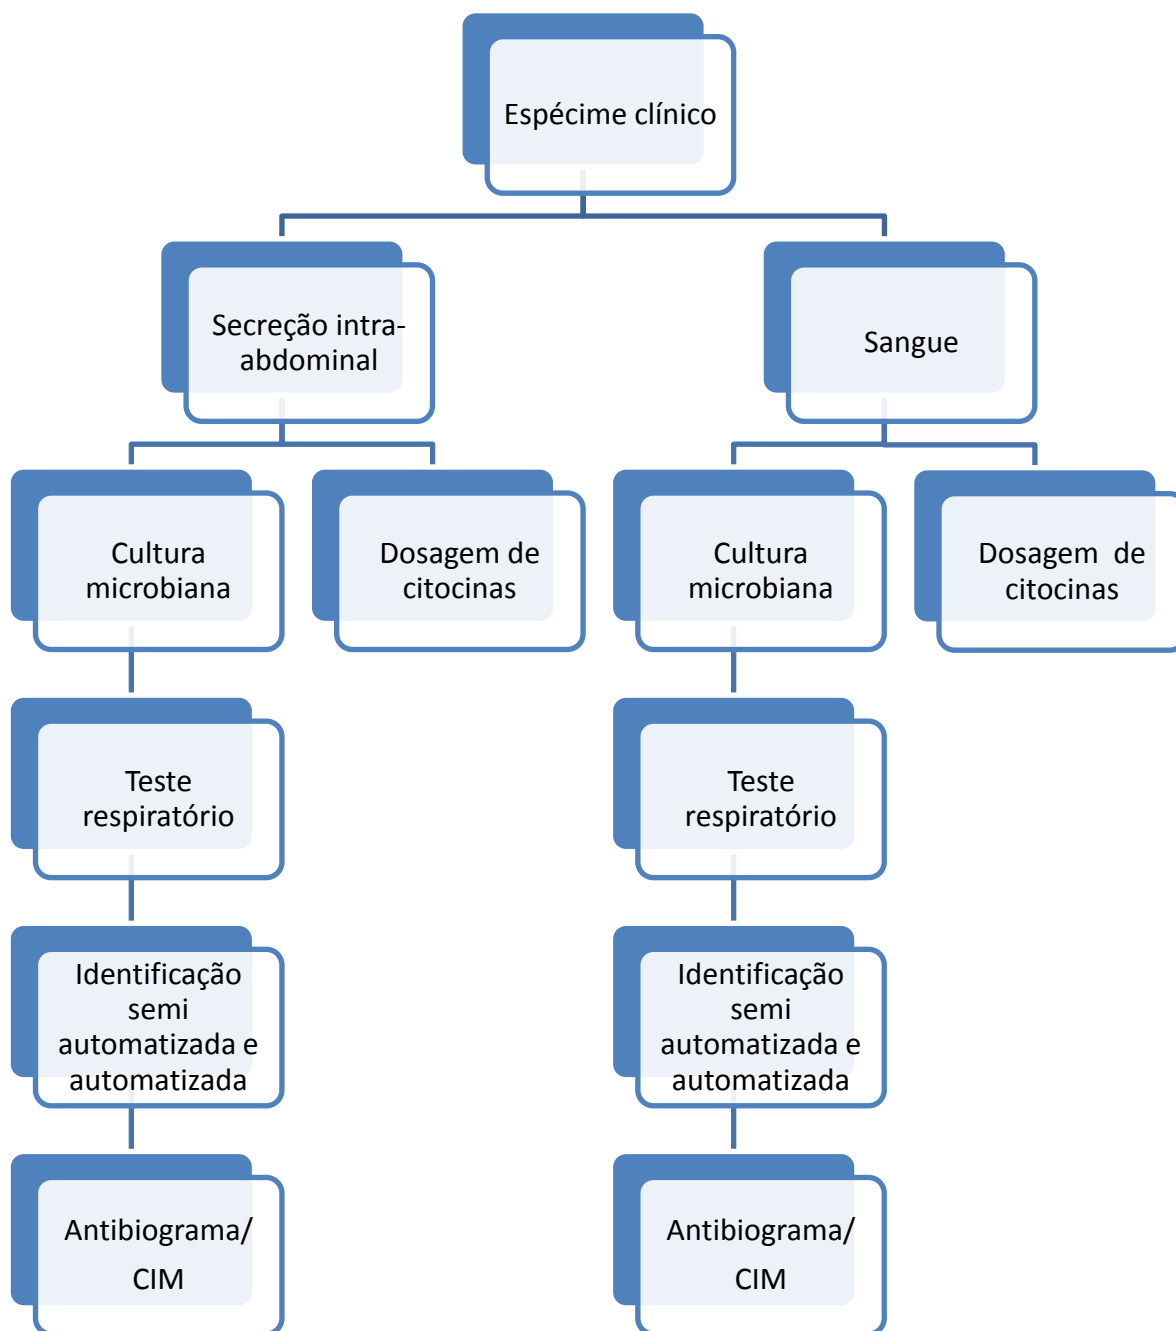 Espécime clínico
Secreção intra-
abdominal
Sangue
Cultura
microbiana
Dosagem de
citocinas
Cultura
microbiana
Dosagem  de
citocinas
Teste
respiratório
Teste
respiratório
Identificação
semi
automatizada e
automatizada
Identificação
semi
automatizada e
automatizada
Antibiograma/
CIM
Antibiograma/
CIM